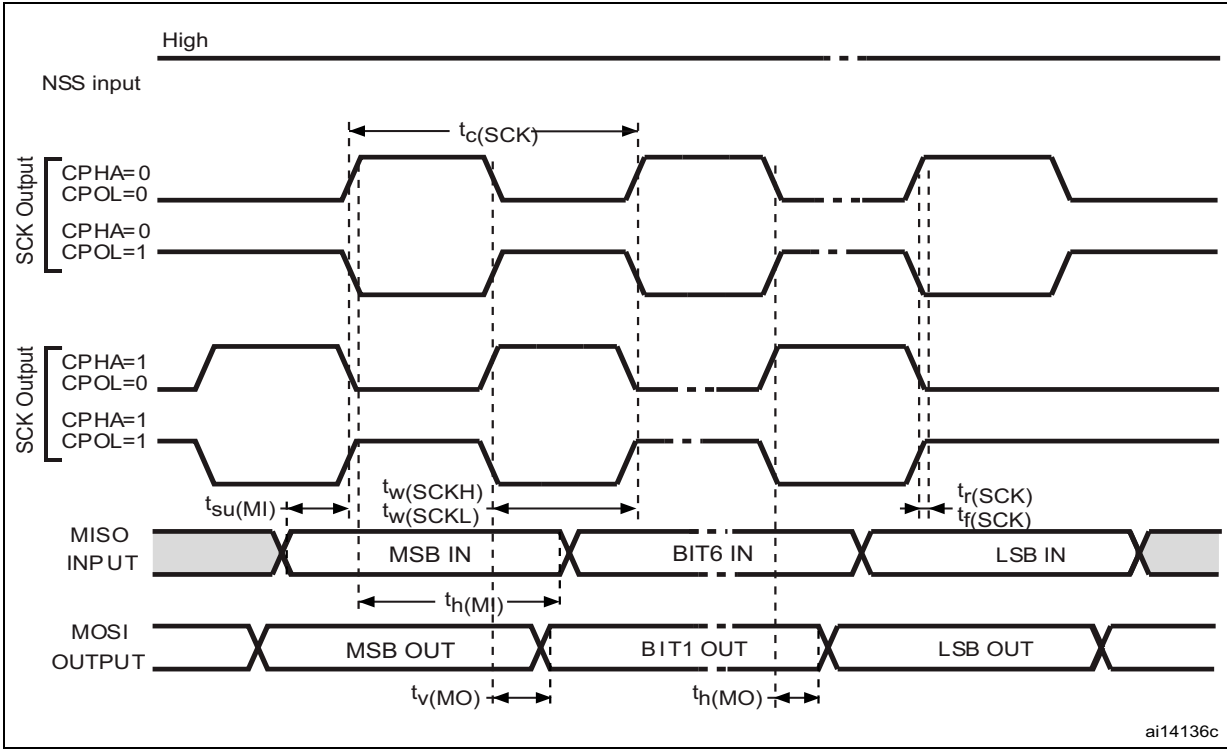 High
NSS input
tc(SCK)
SCK Output
CPHA=0
CPOL=0
CPHA=0
CPOL=1
SCK Output
CPHA=1
CPOL=0
CPHA=1
CPOL=1
tsu(MI)
tw(SCKH)
tw(SCKL)
tr(SCK)
tf(SCK)
MISO
INPUT
MSB IN
BIT6 IN
LSB IN
th(MI)
MOSI
OUTPUT
MSB OUT
BIT1 OUT
LSB OUT
tv(MO)
th(MO)
ai14136c